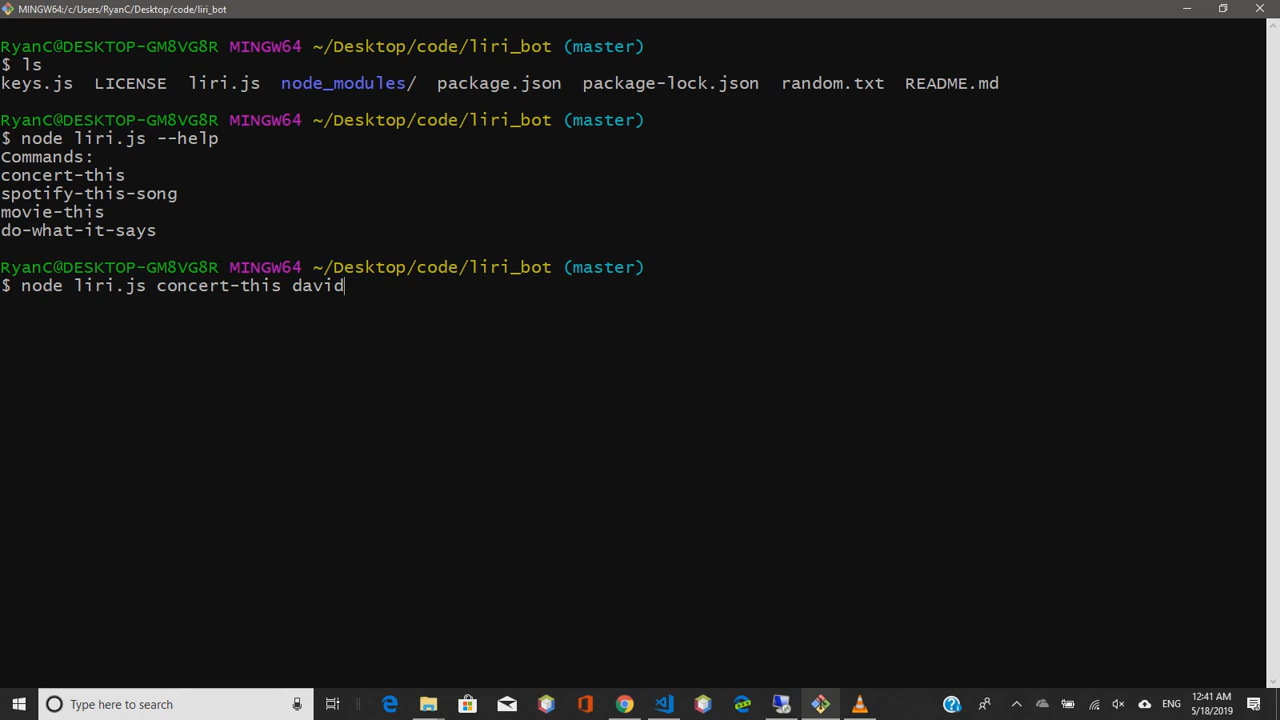 MINGW64:/c/Users/RyanC/Desktop/code/liri_bot
RyanC@DESKTOP-GM8VG8R MINGW64 ~/Desktop/code/liri_bot (master)
$ ls
keys.js  LICENSE  liri.js  node_modules/  package.json  package-lock.json  random.txt  README.md
RyanC@DESKTOP-GM8VG8R MINGW64 ~/Desktop/code/liri_bot (master)
$ node liri.js --help
Commands:
concert-this
spotify-this-song
movie-this
do-what-it-says
RyanC@DESKTOP-GM8VG8R MINGW64 ~/Desktop/code/liri_bot (master)
$ node liri.js concert-this david
Type here to search
ENG
12:41 AM
5/18/2019